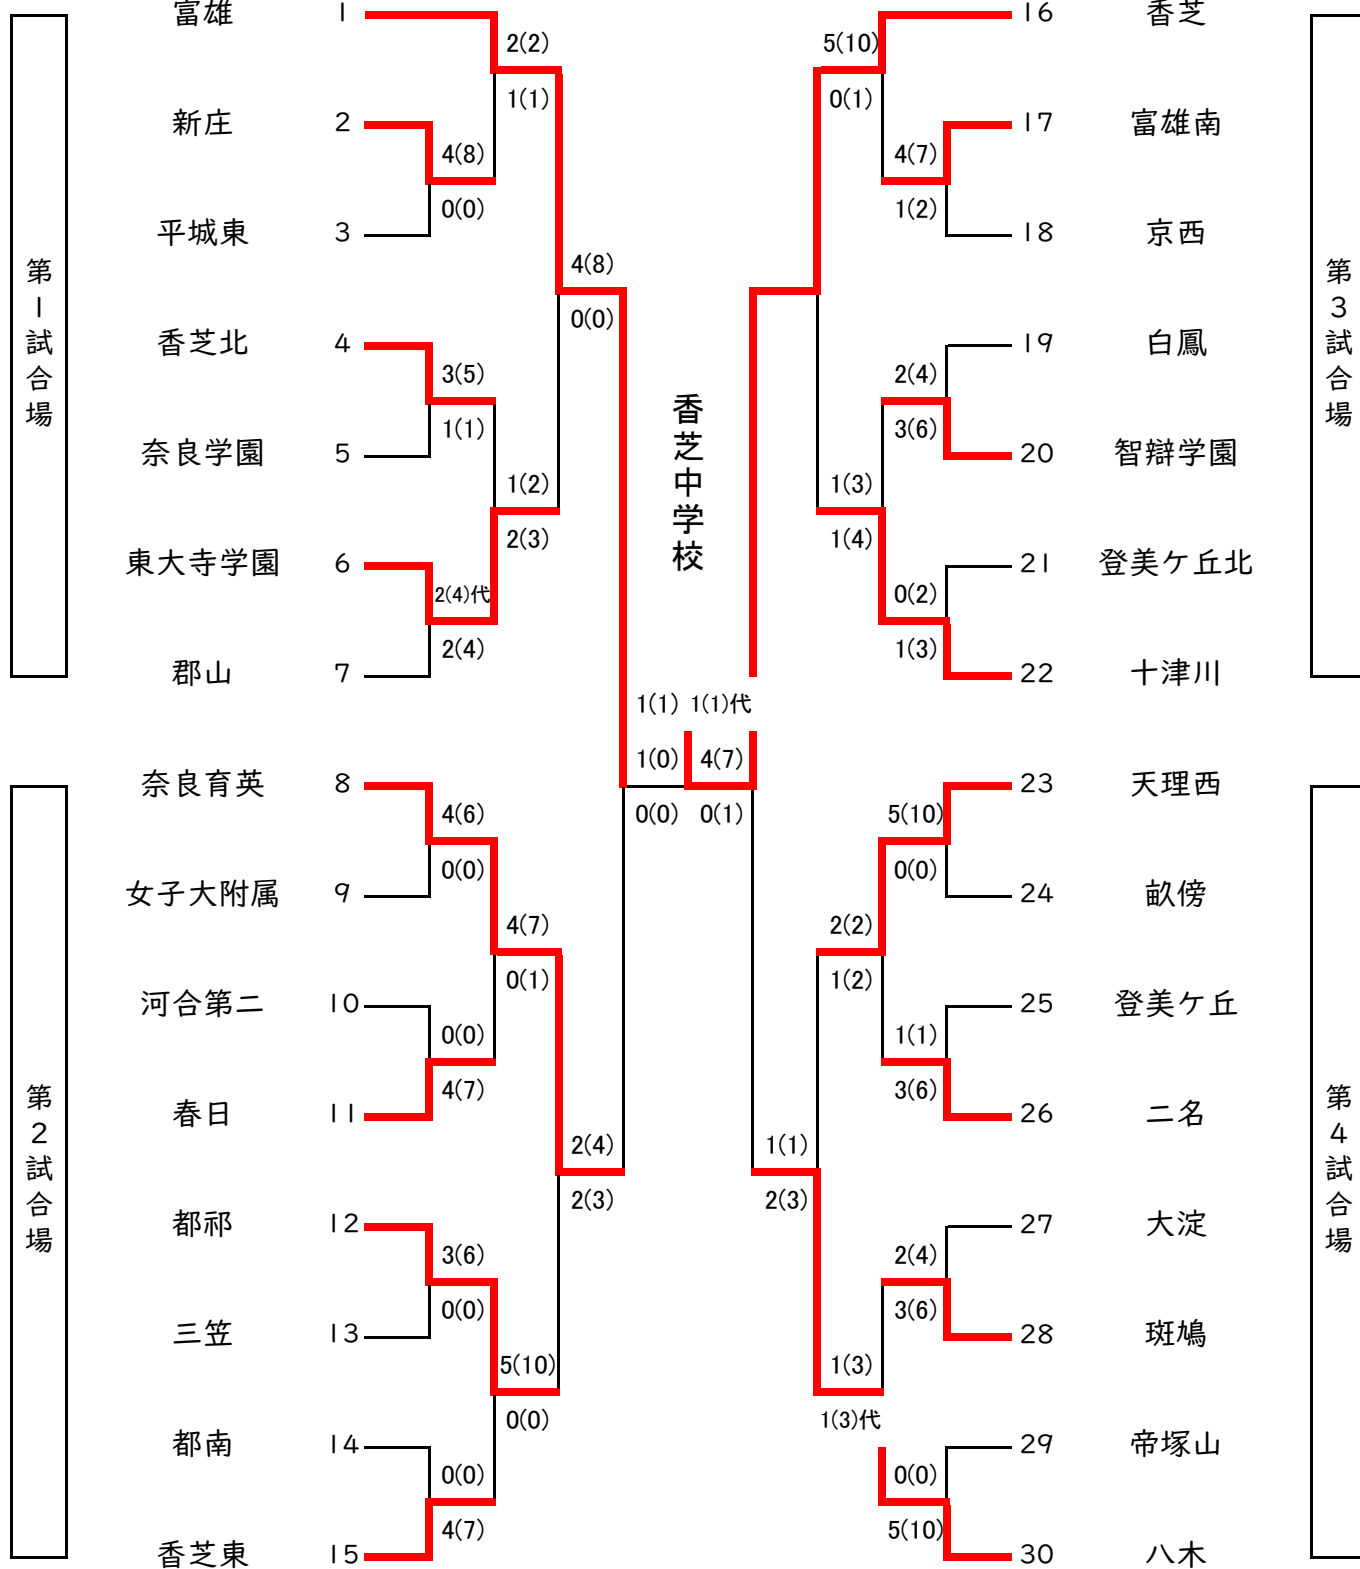 富雄 1 2(2) 5(10) 16 香芝
1(1) 0(1)
新庄 2 4(8) 4(7) 17 富雄南
0(0) 1(2)
平城東 3 18 京西
4(8)
0(0)
第1試合場
第3試合場
香芝北 4 3(5) 2(4) 19 白鳳
1(1) 3(6)
奈良学園 5 20 智辯学園
香芝中学校
1(2) 1(3)
2(3) 1(4)
東大寺学園 6 2(4)代 0(2) 21 登美ケ丘北
2(4) 1(3)
郡山 7 22 十津川
1(1) 1(1)代
1(0) 4(7)
0(0) 0(1)
奈良育英 8 4(6) 5(10) 23 天理西
0(0) 0(0)
女子大附属 9 24 畝傍
4(7) 2(2)
0(1) 1(2)
河合第二 10 0(0) 1(1) 25 登美ケ丘
4(7) 3(6)
春日 11 26 二名
第2試合場
第4試合場
2(4) 1(1)
2(3) 2(3)
都祁 12 3(6) 2(4) 27 大淀
0(0) 3(6)
三笠 13 28 斑鳩
5(10) 1(3)
0(0) 1(3)代
都南 14 0(0) 0(0) 29 帝塚山
4(7) 5(10)
香芝東 15 30 八木